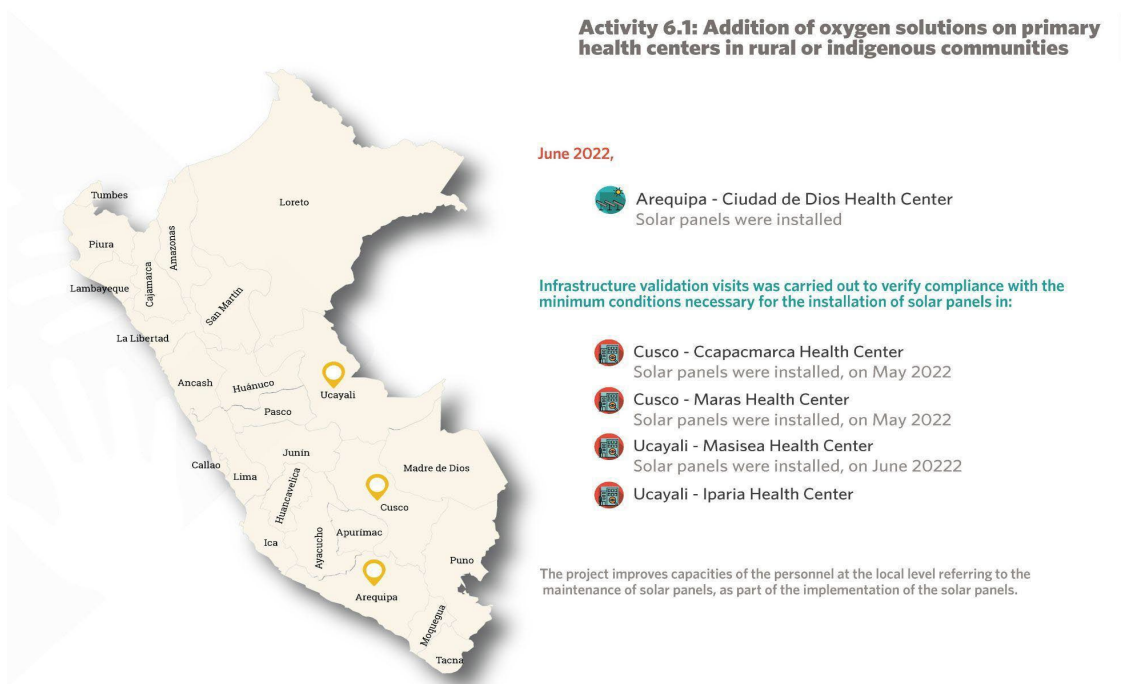 Activity 6.1: Addition of oxygen solutions on primary
health centers in rural or indigenous communities
June 2022,
Arequipa - Ciudad de Dios Health Center
Solar panels were installed
Infrastructure validation visits was carried out to verify compliance with the
minimum conditions necessary for the installation of solar panels in:
Cusco - Ccapacmarca Health Center
Solar panels were installed, on May 2022
Cusco - Maras Health Center
Solar panels were installed, on May 2022
Ucayali - Masisea Health Center
Solar panels were installed, on June 20222
Ucayali - Iparia Health Center
The project improves capacities of the personnel at the local level referring to the
maintenance of solar panels, as part of the implementation of the solar panels.
Tumbes
Loreto
Piura
Amazonas
Lambayeque
Cajamarca
San Martín
La Libertad
Ancash
Huánuco
Ucayali
Pasco
Junín
Callao
Lima
Madre de Dios
Huancavelica
Cusco
Ica
Ayacucho
Apurímac
Puno
Arequipa
Moquegua
Tacna